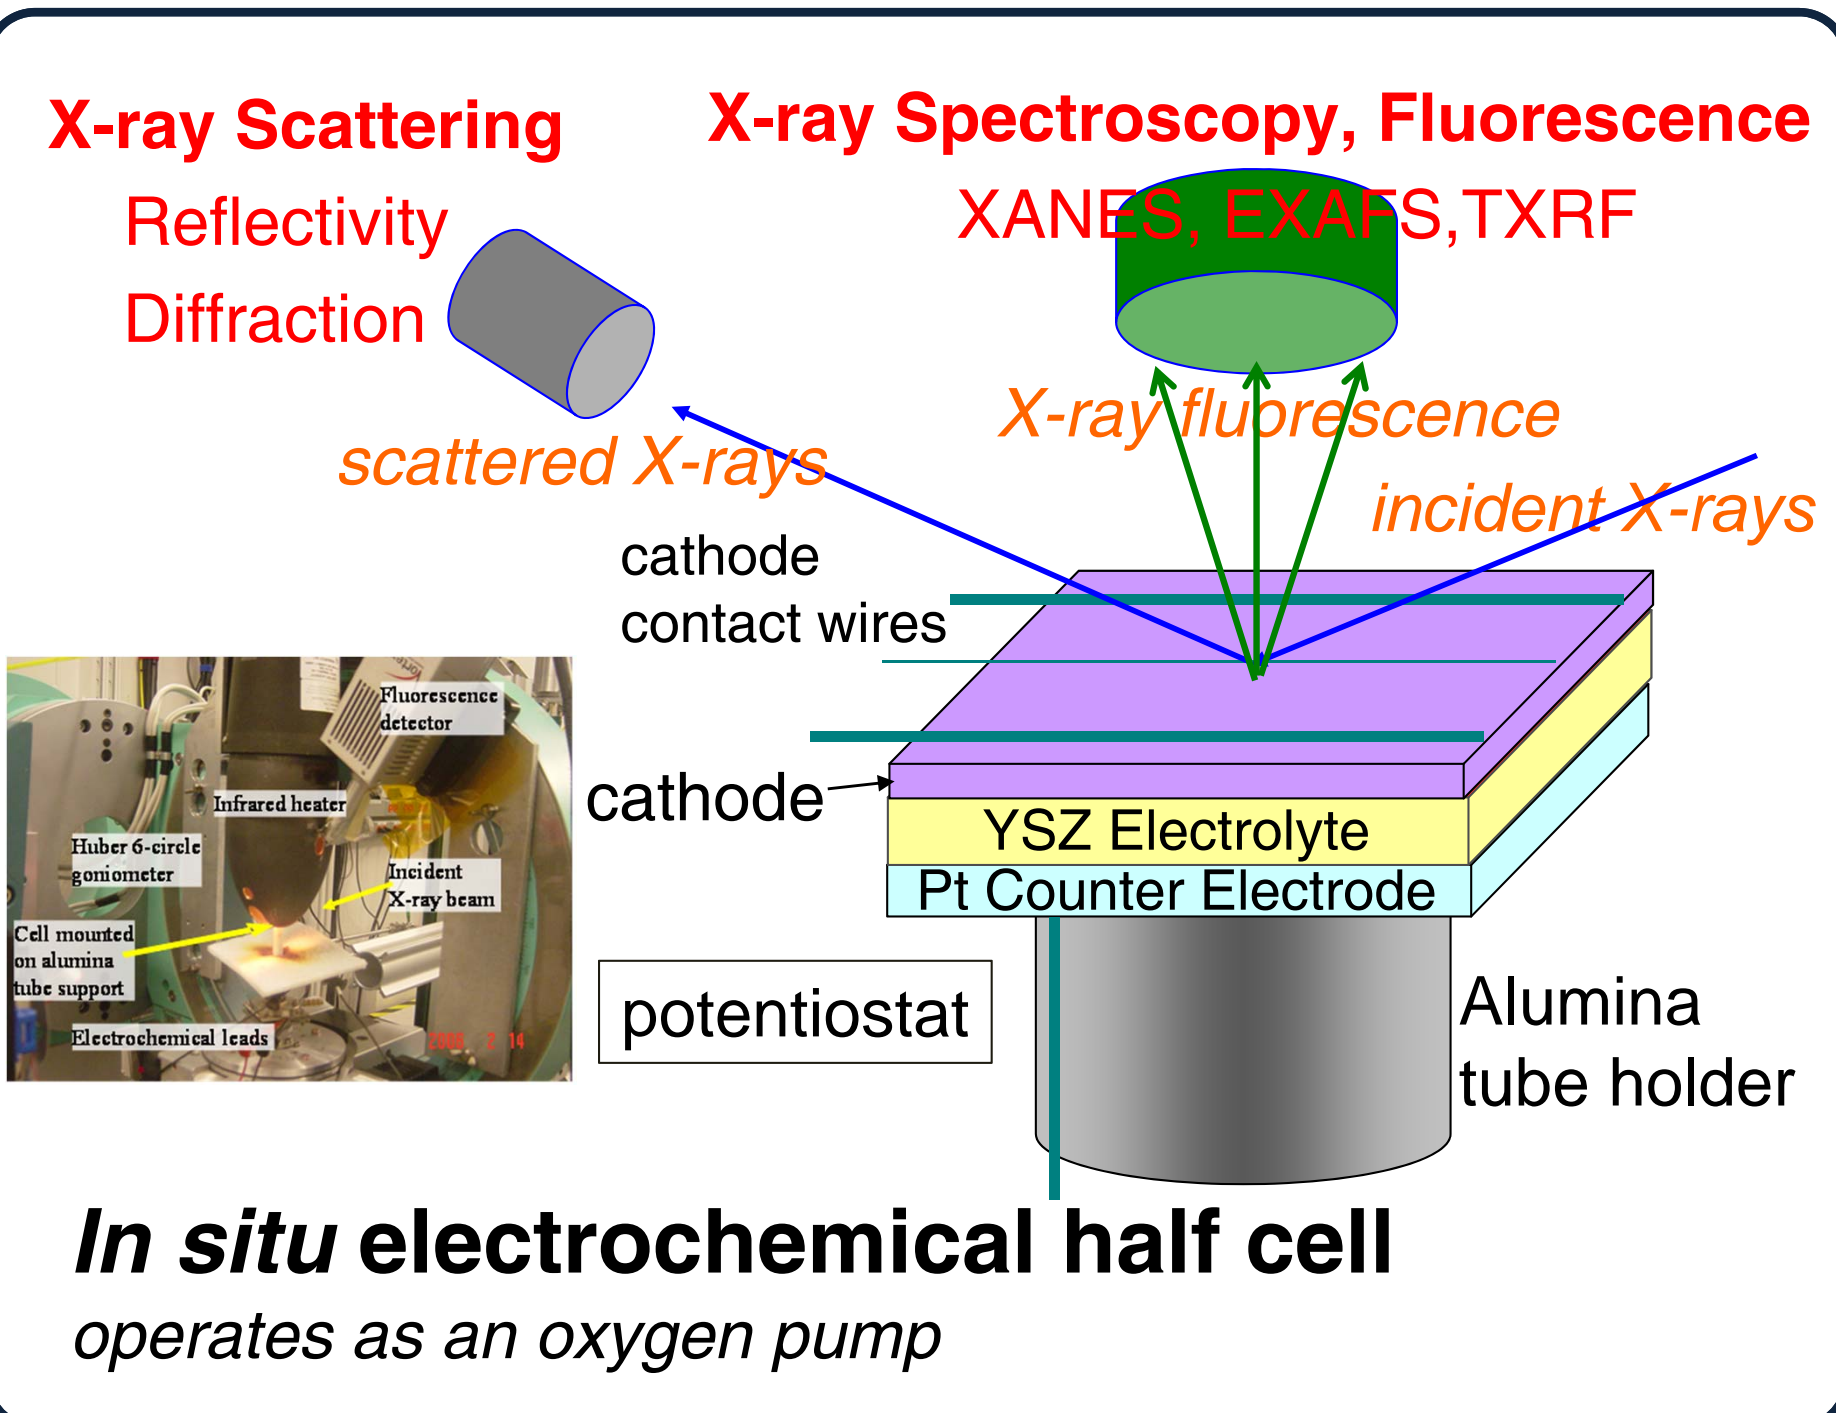 X-ray Scattering
Reflectivity
Diffraction
X-ray Spectroscopy, Fluorescence
XANES, EXAFS,TXRF
X-ray fluorescence
scattered X-rays
incident X-rays
cathode
contact wires
cathode
YSZ Electrolyte
Pt Counter Electrode
potentiostat
Alumina
tube holder
Fluorescence
detector
Infrared heater
Huber 6-circle
goniometer
Incident
X-ray beam
Cell mounted
on alumina
tube support
Electrochemical leads
2 14
In situ electrochemical half cell
operates as an oxygen pump